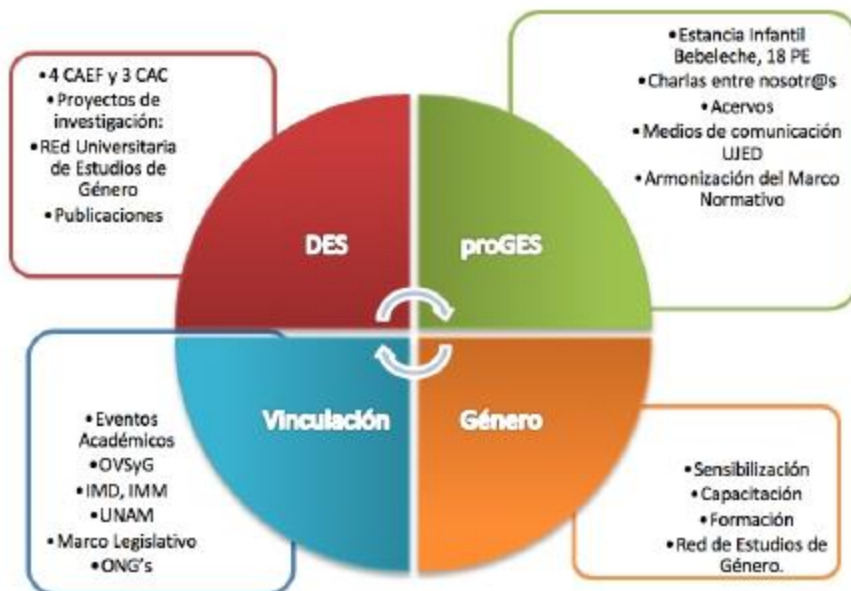 • 4 CAEF y 3 CAC
• Proyectos de
investigación:
• REd Universitaria
de Estudios de
Género
• Publicaciones
• Estancia Infantil
Bebeleche, 18 PE
• Charlas entre nosotr@s
• Acervos
• Medios de comunicación
UJED
• Armonización del Marco
Normativo
DES
proGES
Vinculación
Género
• Eventos
Académicos
• OVSyG
• IMD, IMM
• UNAM
• Marco Legislativo
• ONG's
• Sensibilización
• Capacitación
• Formación
• Red de Estudios de
Género.